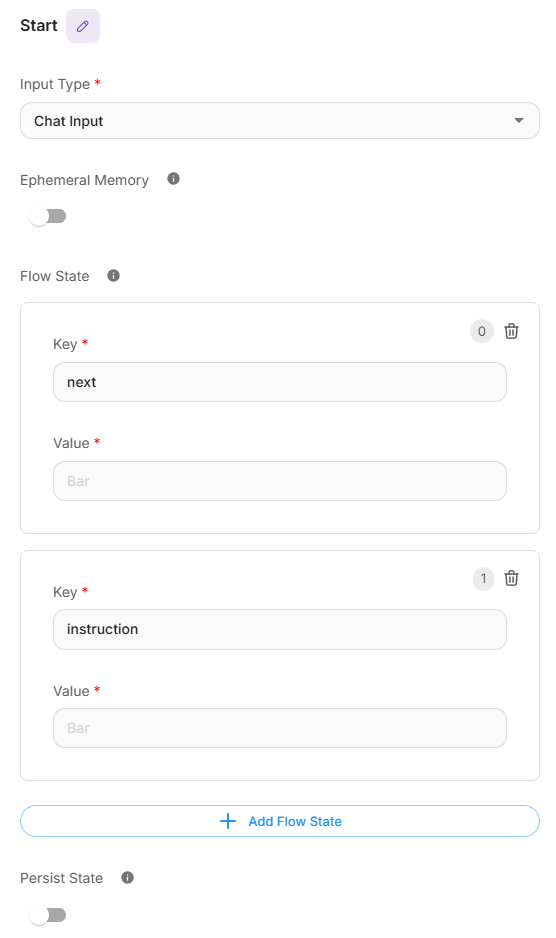 Start
Input Type *
Chat Input
Ephemeral Memory
Flow State
0
Key *
next
Value *
Bar
1
Key *
instruction
Value *
Bar
Add Flow State
Persist State